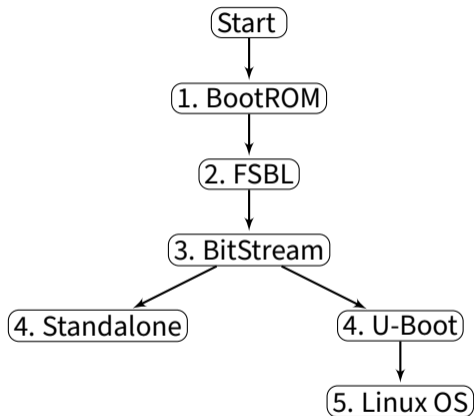 Start
1. BootROM
2. FSBL
3. BitStream
4. Standalone
4. U-Boot
5. Linux OS